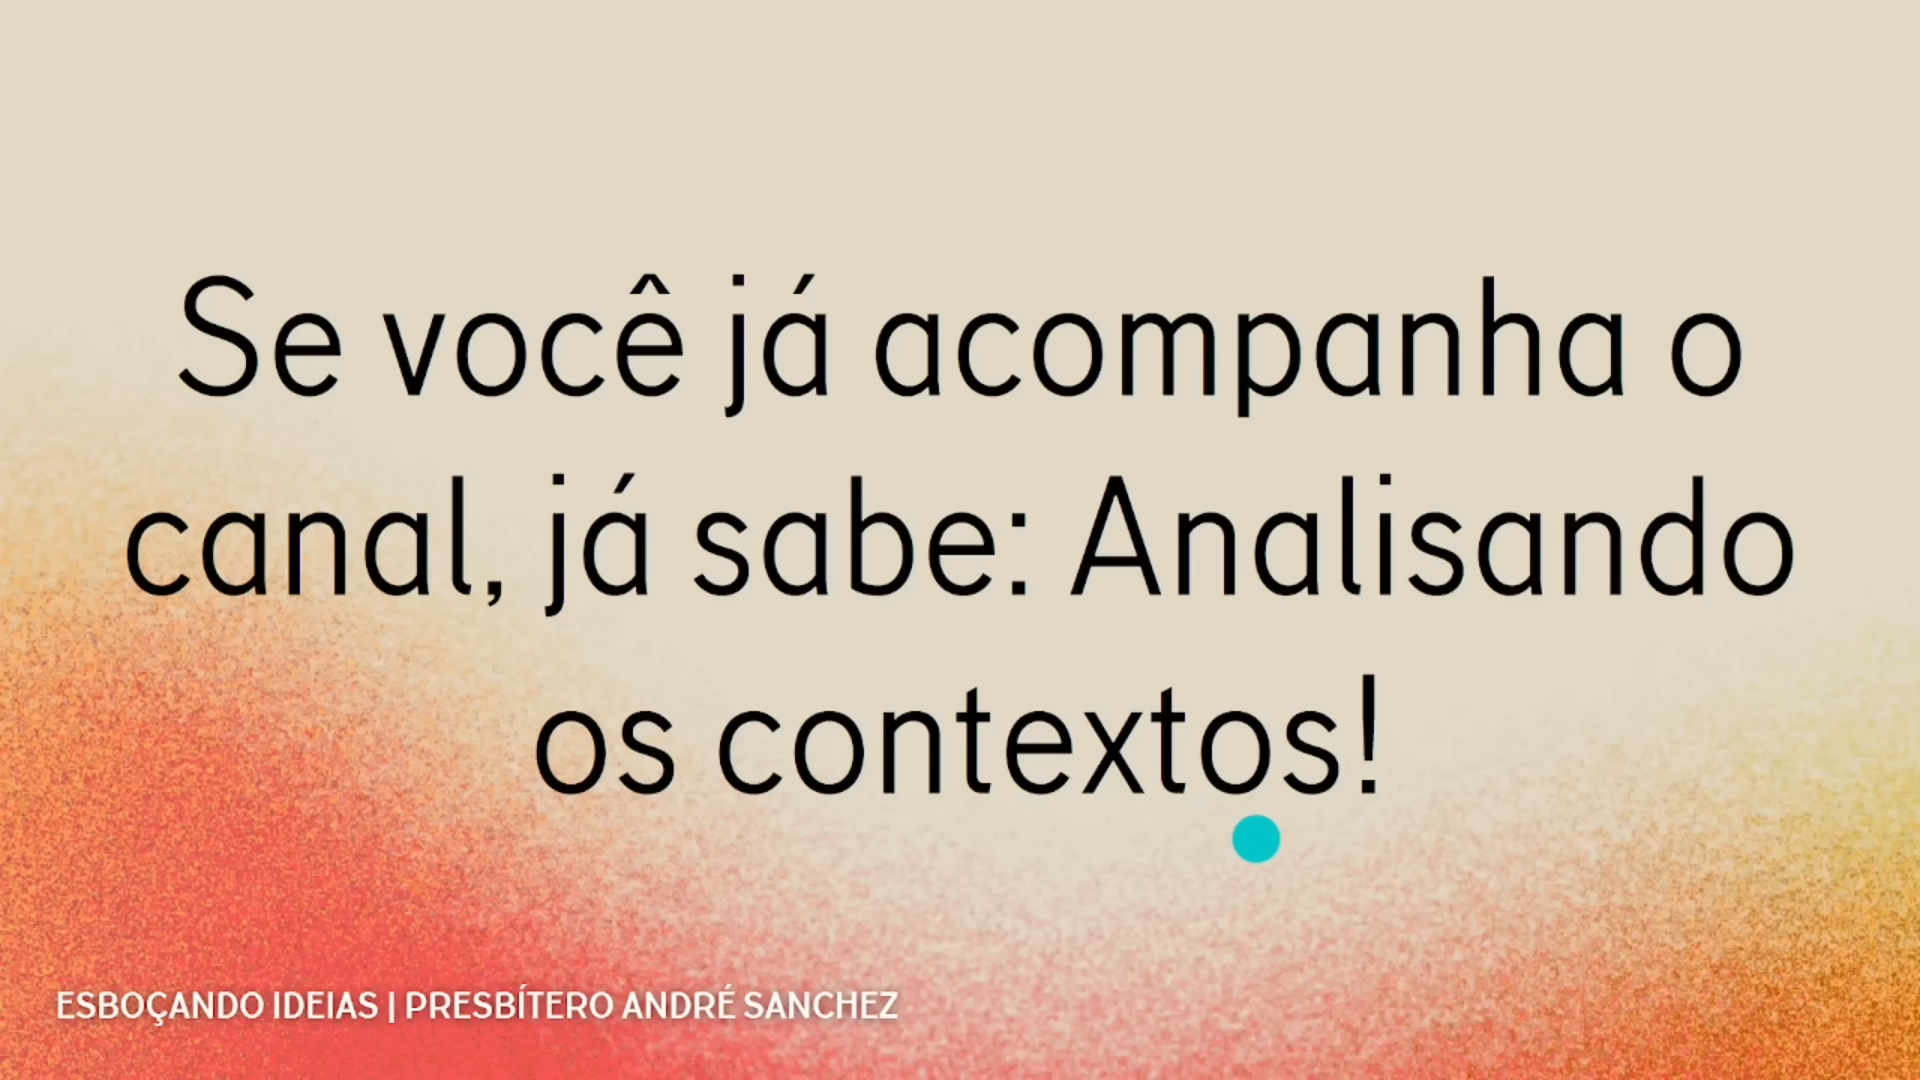 Se você já acompanha o
canal, já sabe: Analisando
os contextos!
ESBOÇANDO IDEIAS | PRESBÍTERO ANDRÉ SANCHEZ